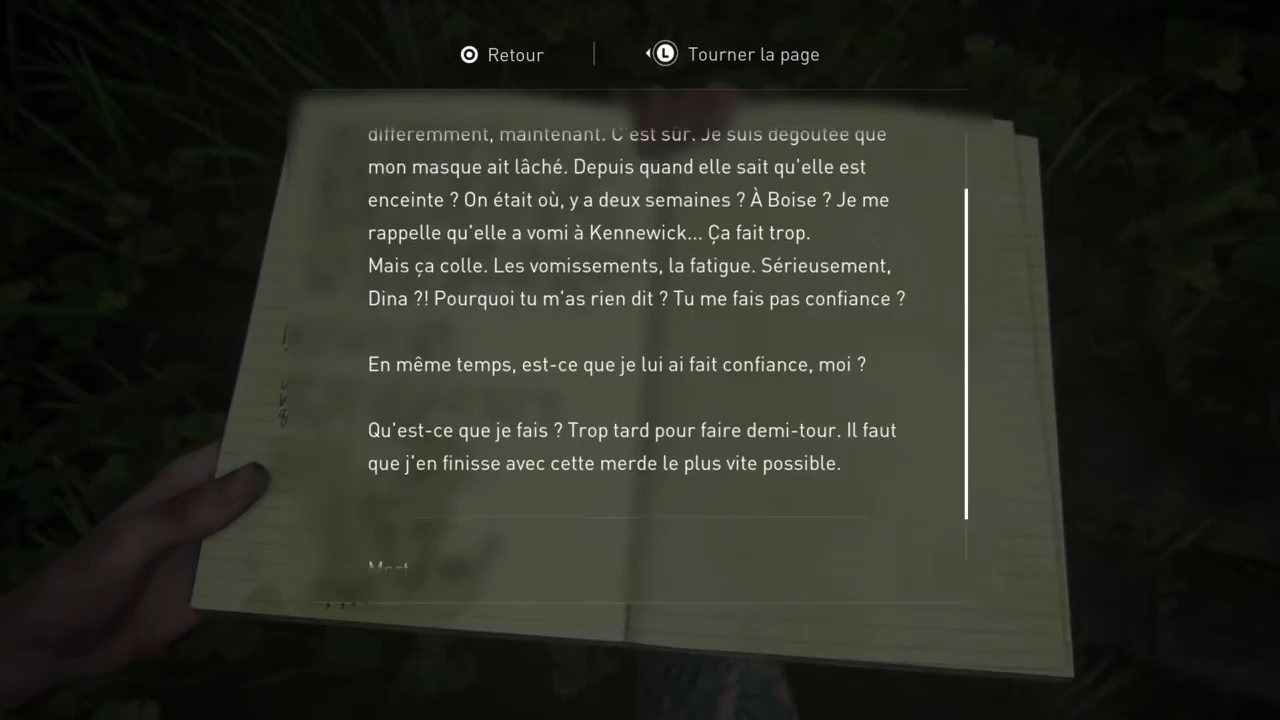 Retour
L Tourner la page
différemment, maintenant. C'est sûr. Je suis dégoûtée que
mon masque ait lâché. Depuis quand elle sait qu'elle est
enceinte ? On était où, y a deux semaines ? À Boise ? Je me
rappelle qu'elle a vomi à Kennewick... Ça fait trop.
Mais ça colle. Les vomissements, la fatigue. Sérieusement,
Dina ?! Pourquoi tu m'as rien dit ? Tu me fais pas confiance ?
En même temps, est-ce que je lui ai fait confiance, moi ?
Qu'est-ce que je fais ? Trop tard pour faire demi-tour. Il faut
que j'en finisse avec cette merde le plus vite possible.